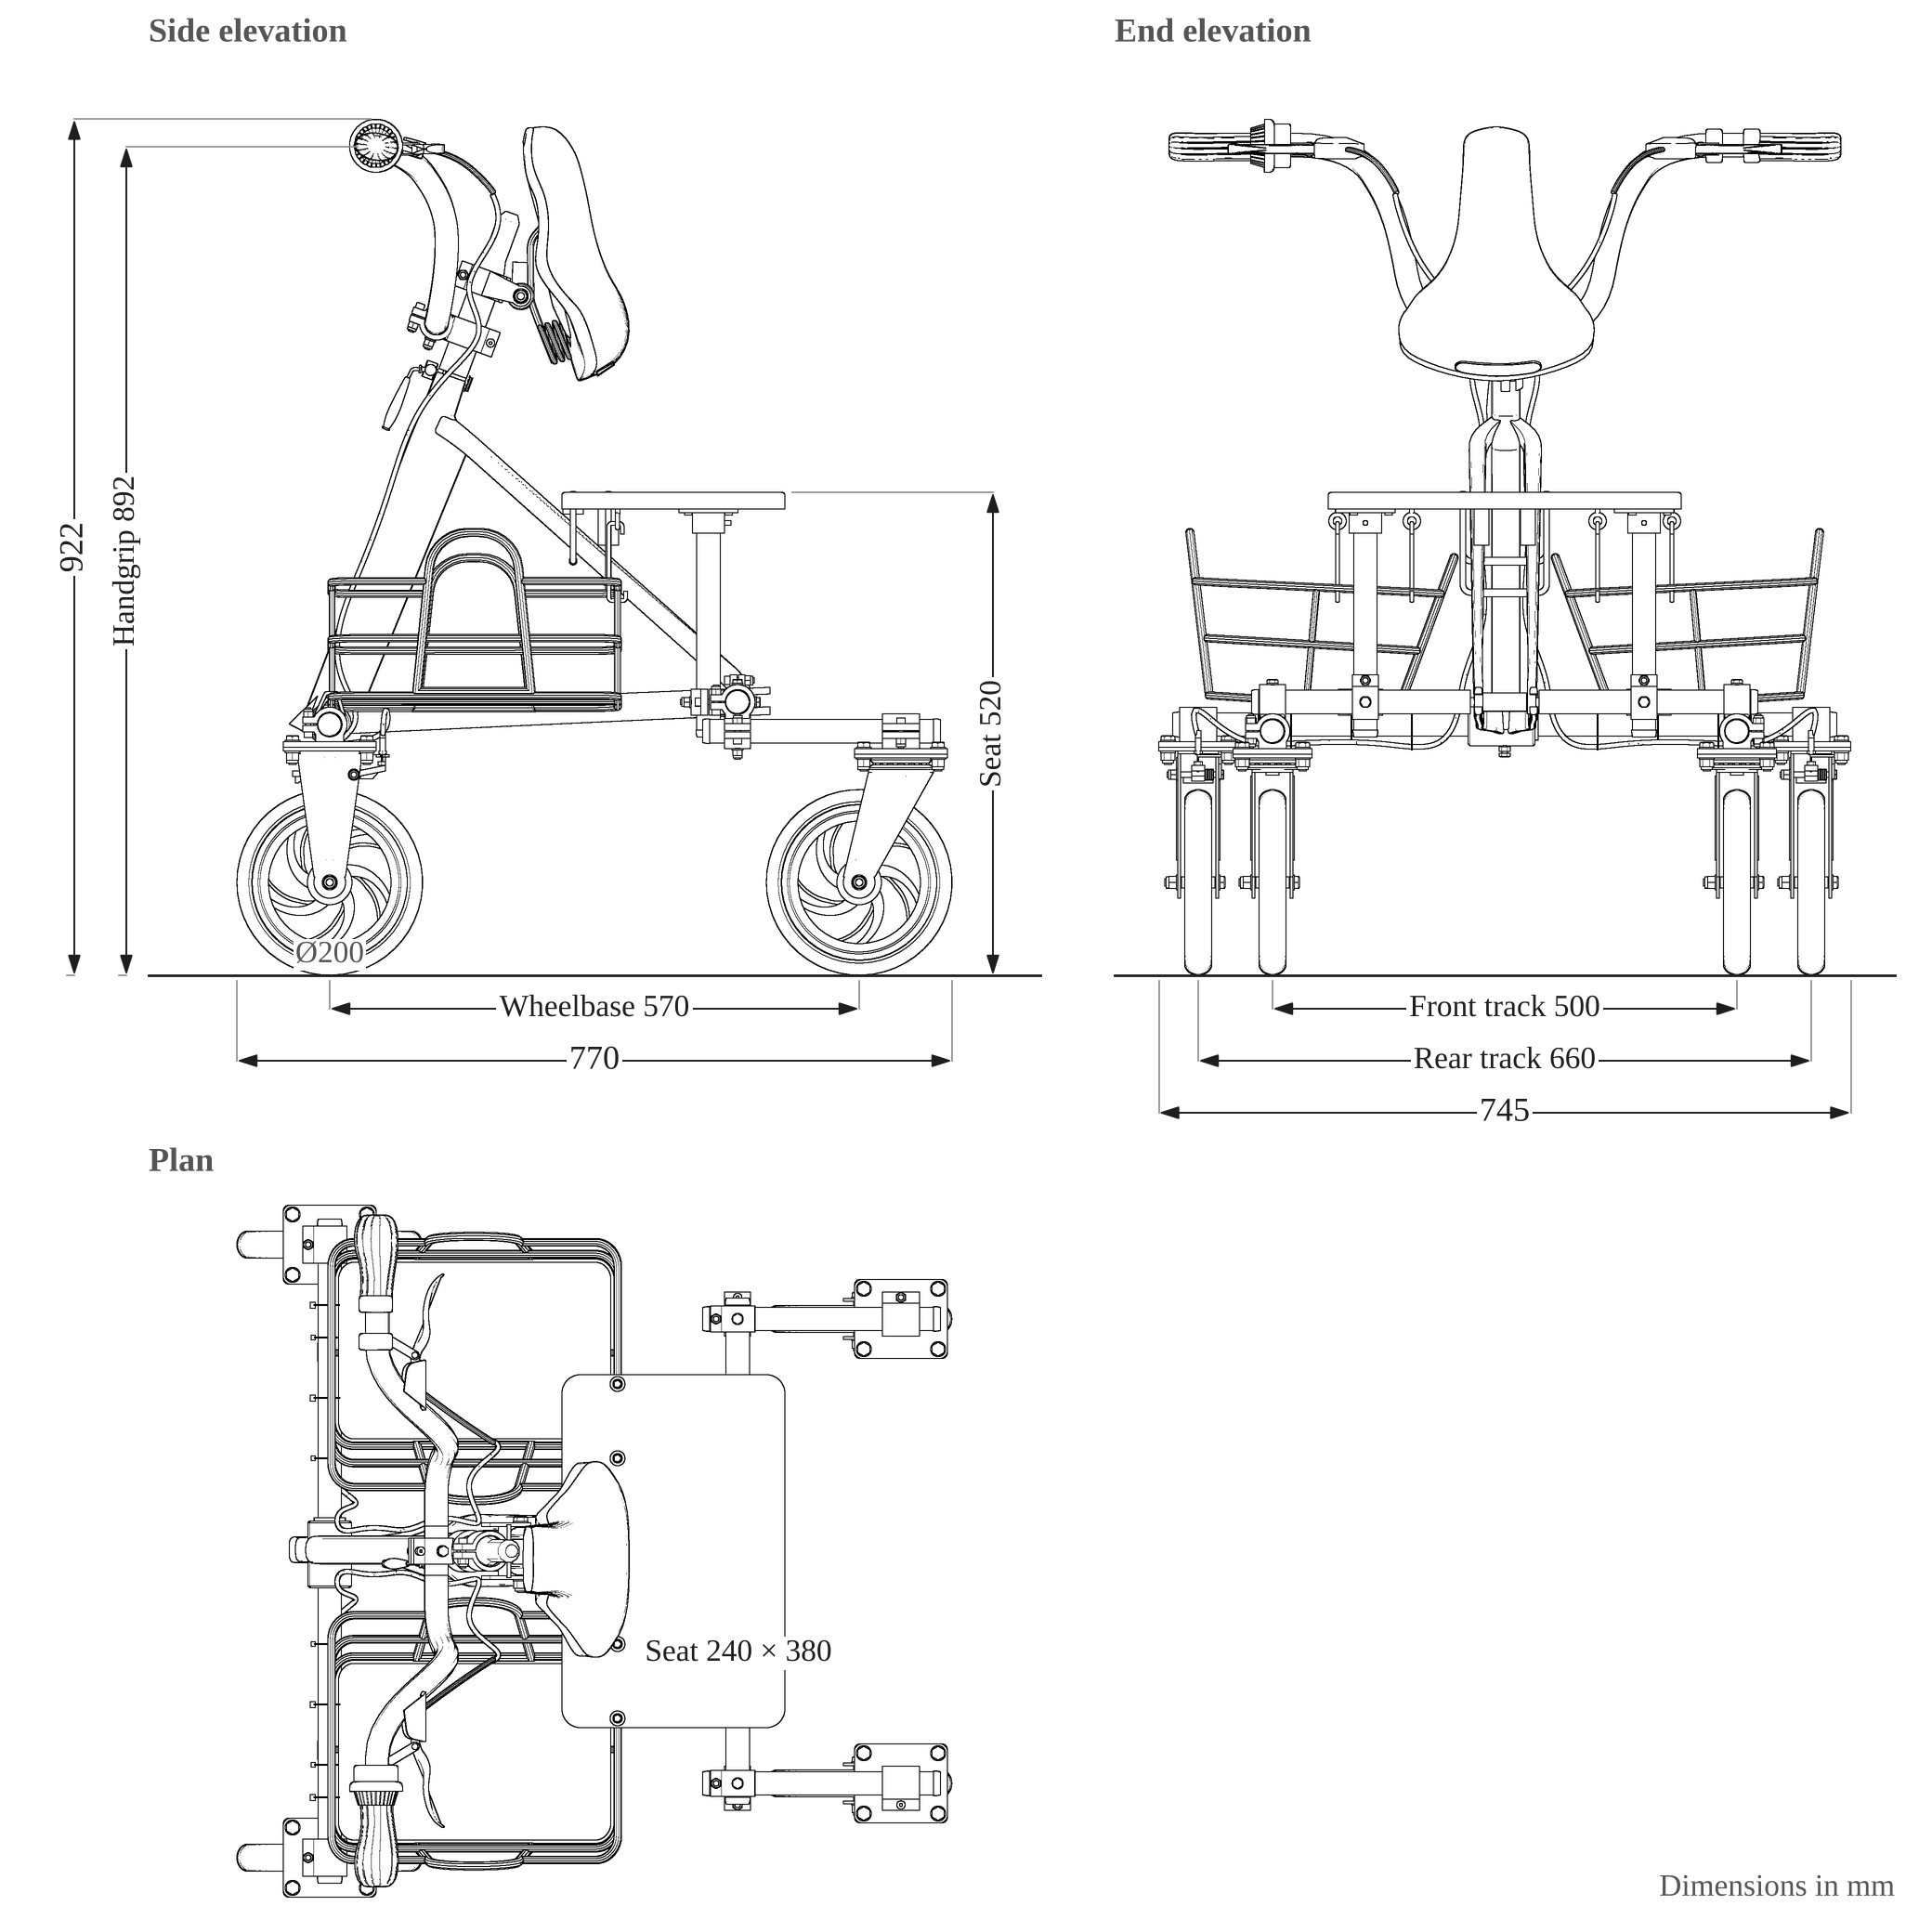 Side elevation
End elevation
922
Handgrip 892
Seat 520
Ø200
Wheelbase 570
770
Front track 500
Rear track 660
745
Plan
Seat 240 × 380
Dimensions in mm